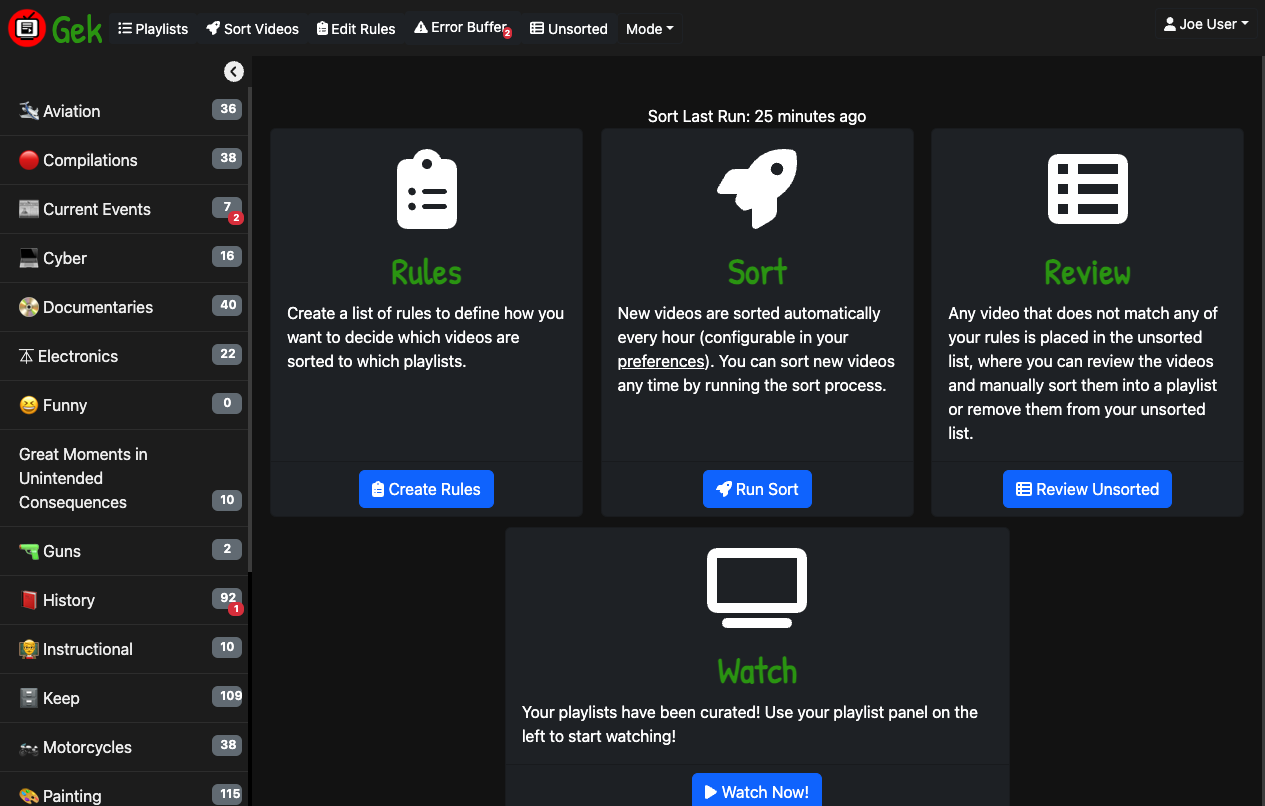 Gek
Playlists
Sort Videos
Edit Rules
Error Buffer
2
Unsorted
Mode
Joe User
Aviation 36
Compilations 38
Current Events 7
2
Cyber 16
Documentaries 40
Electronics 22
Funny 0
Great Moments in
Unintended
Consequences 10
Guns 2
History 92
1
Instructional 10
Keep 109
Motorcycles 38
Painting 115
Sort Last Run: 25 minutes ago
Rules
Create a list of rules to define how you
want to decide which videos are
sorted to which playlists.
Create Rules
Sort
New videos are sorted automatically
every hour (configurable in your
preferences). You can sort new videos
any time by running the sort process.
Run Sort
Review
Any video that does not match any of
your rules is placed in the unsorted
list, where you can review the videos
and manually sort them into a playlist
or remove them from your unsorted
list.
Review Unsorted
Watch
Your playlists have been curated! Use your playlist panel on the
left to start watching!
Watch Now!